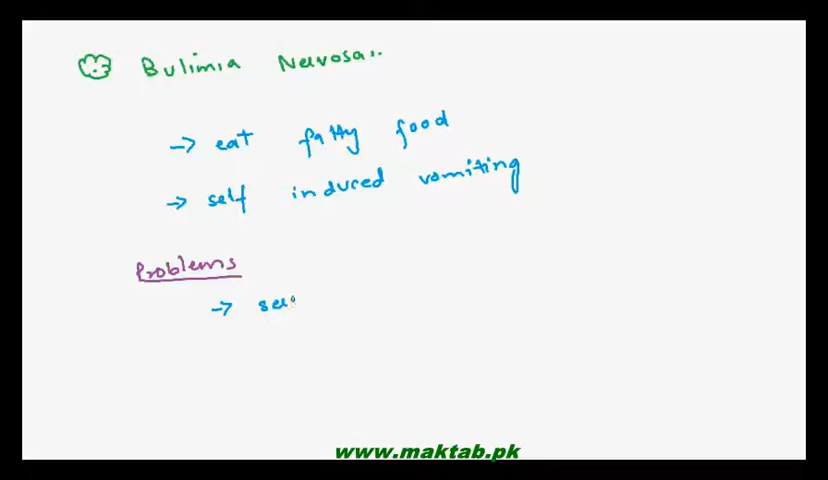 Bulimia Nervosa:.
→ eat fatty food
→ self induced vomiting
Problems
→
www.maktab.pk